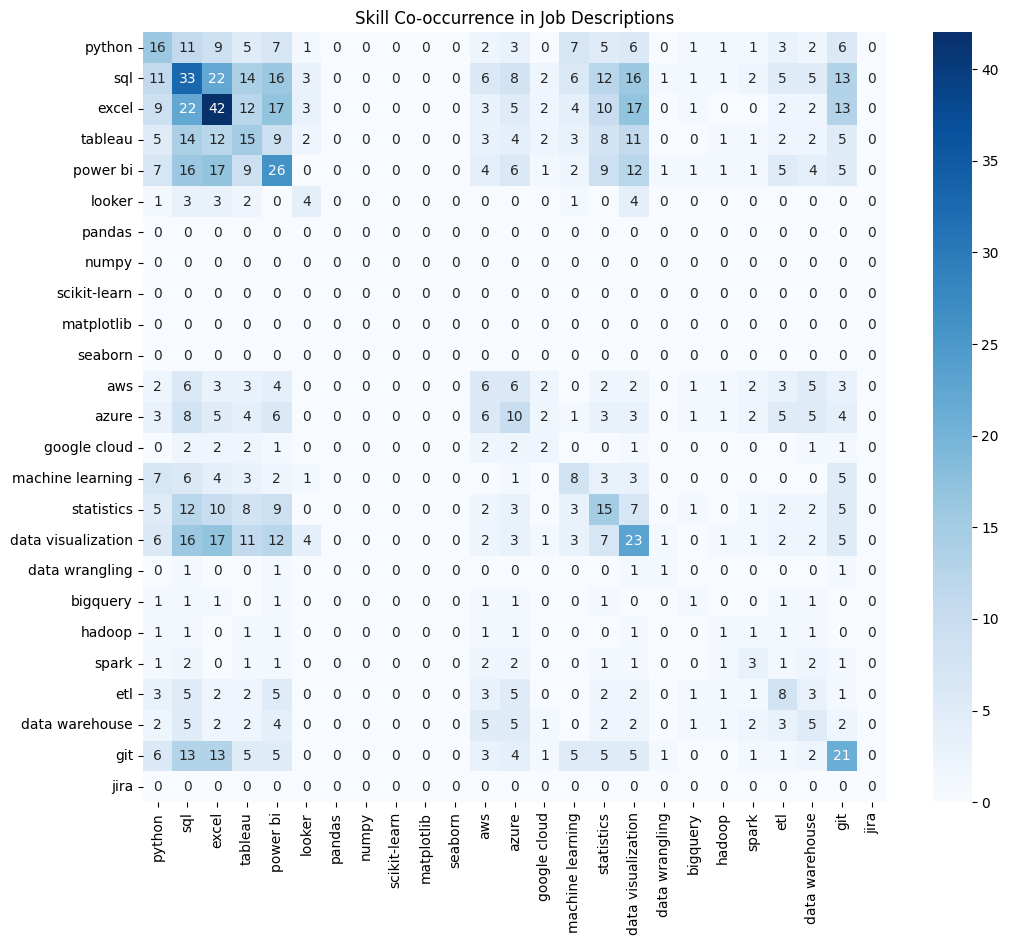 Skill Co-occurrence in Job Descriptions
python 16 11 9 5 7 1 0 0 0 0 0 2 3 0 7 5 6 0 1 1 1 3 2 6 0
sql 11 33 22 14 16 3 0 0 0 0 0 6 8 2 6 12 16 1 1 1 2 5 5 13 0
excel 9 22 42 12 17 3 0 0 0 0 0 3 5 2 4 10 17 0 1 0 0 2 2 13 0
tableau 5 14 12 15 9 2 0 0 0 0 0 3 4 2 3 8 11 0 0 1 1 2 2 5 0
power bi 7 16 17 9 26 0 0 0 0 0 0 4 6 1 2 9 12 1 1 1 1 5 4 5 0
looker 1 3 3 2 0 4 0 0 0 0 0 0 0 0 1 0 4 0 0 0 0 0 0 0 0
pandas 0 0 0 0 0 0 0 0 0 0 0 0 0 0 0 0 0 0 0 0 0 0 0 0 0
numpy 0 0 0 0 0 0 0 0 0 0 0 0 0 0 0 0 0 0 0 0 0 0 0 0 0
scikit-learn 0 0 0 0 0 0 0 0 0 0 0 0 0 0 0 0 0 0 0 0 0 0 0 0 0
matplotlib 0 0 0 0 0 0 0 0 0 0 0 0 0 0 0 0 0 0 0 0 0 0 0 0 0
seaborn 0 0 0 0 0 0 0 0 0 0 0 0 0 0 0 0 0 0 0 0 0 0 0 0 0
aws 2 6 3 3 4 0 0 0 0 0 0 6 6 2 0 2 2 0 1 1 2 3 5 3 0
azure 3 8 5 4 6 0 0 0 0 0 0 6 10 2 1 3 3 0 1 1 2 5 5 4 0
google cloud 0 2 2 2 1 0 0 0 0 0 0 2 2 2 0 0 1 0 0 0 0 0 1 1 0
machine learning 7 6 4 3 2 1 0 0 0 0 0 0 1 0 8 3 3 0 0 0 0 0 0 5 0
statistics 5 12 10 8 9 0 0 0 0 0 0 2 3 0 3 15 7 0 1 0 1 2 2 5 0
data visualization 6 16 17 11 12 4 0 0 0 0 0 2 3 1 3 7 23 1 0 1 1 2 2 5 0
data wrangling 0 1 0 0 1 0 0 0 0 0 0 0 0 0 0 0 1 1 0 0 0 0 0 1 0
bigquery 1 1 1 0 1 0 0 0 0 0 0 1 1 0 0 1 0 0 1 0 0 1 1 0 0
hadoop 1 1 0 1 1 0 0 0 0 0 0 1 1 0 0 0 1 0 0 1 1 1 1 0 0
spark 1 2 0 1 1 0 0 0 0 0 0 2 2 0 0 1 1 0 0 1 3 1 2 1 0
etl 3 5 2 2 5 0 0 0 0 0 0 3 5 0 0 2 2 0 1 1 1 8 3 1 0
data warehouse 2 5 2 2 4 0 0 0 0 0 0 5 5 1 0 2 2 0 1 1 2 3 5 2 0
git 6 13 13 5 5 0 0 0 0 0 0 3 4 1 5 5 5 1 0 0 1 1 2 21 0
jira 0 0 0 0 0 0 0 0 0 0 0 0 0 0 0 0 0 0 0 0 0 0 0 0 0
python
sql
excel
tableau
power bi
looker
pandas
numpy
scikit-learn
matplotlib
seaborn
aws
azure
google cloud
machine learning
statistics
data visualization
data wrangling
bigquery
hadoop
spark
etl
data warehouse
git
jira
40
35
30
25
20
15
10
5
0